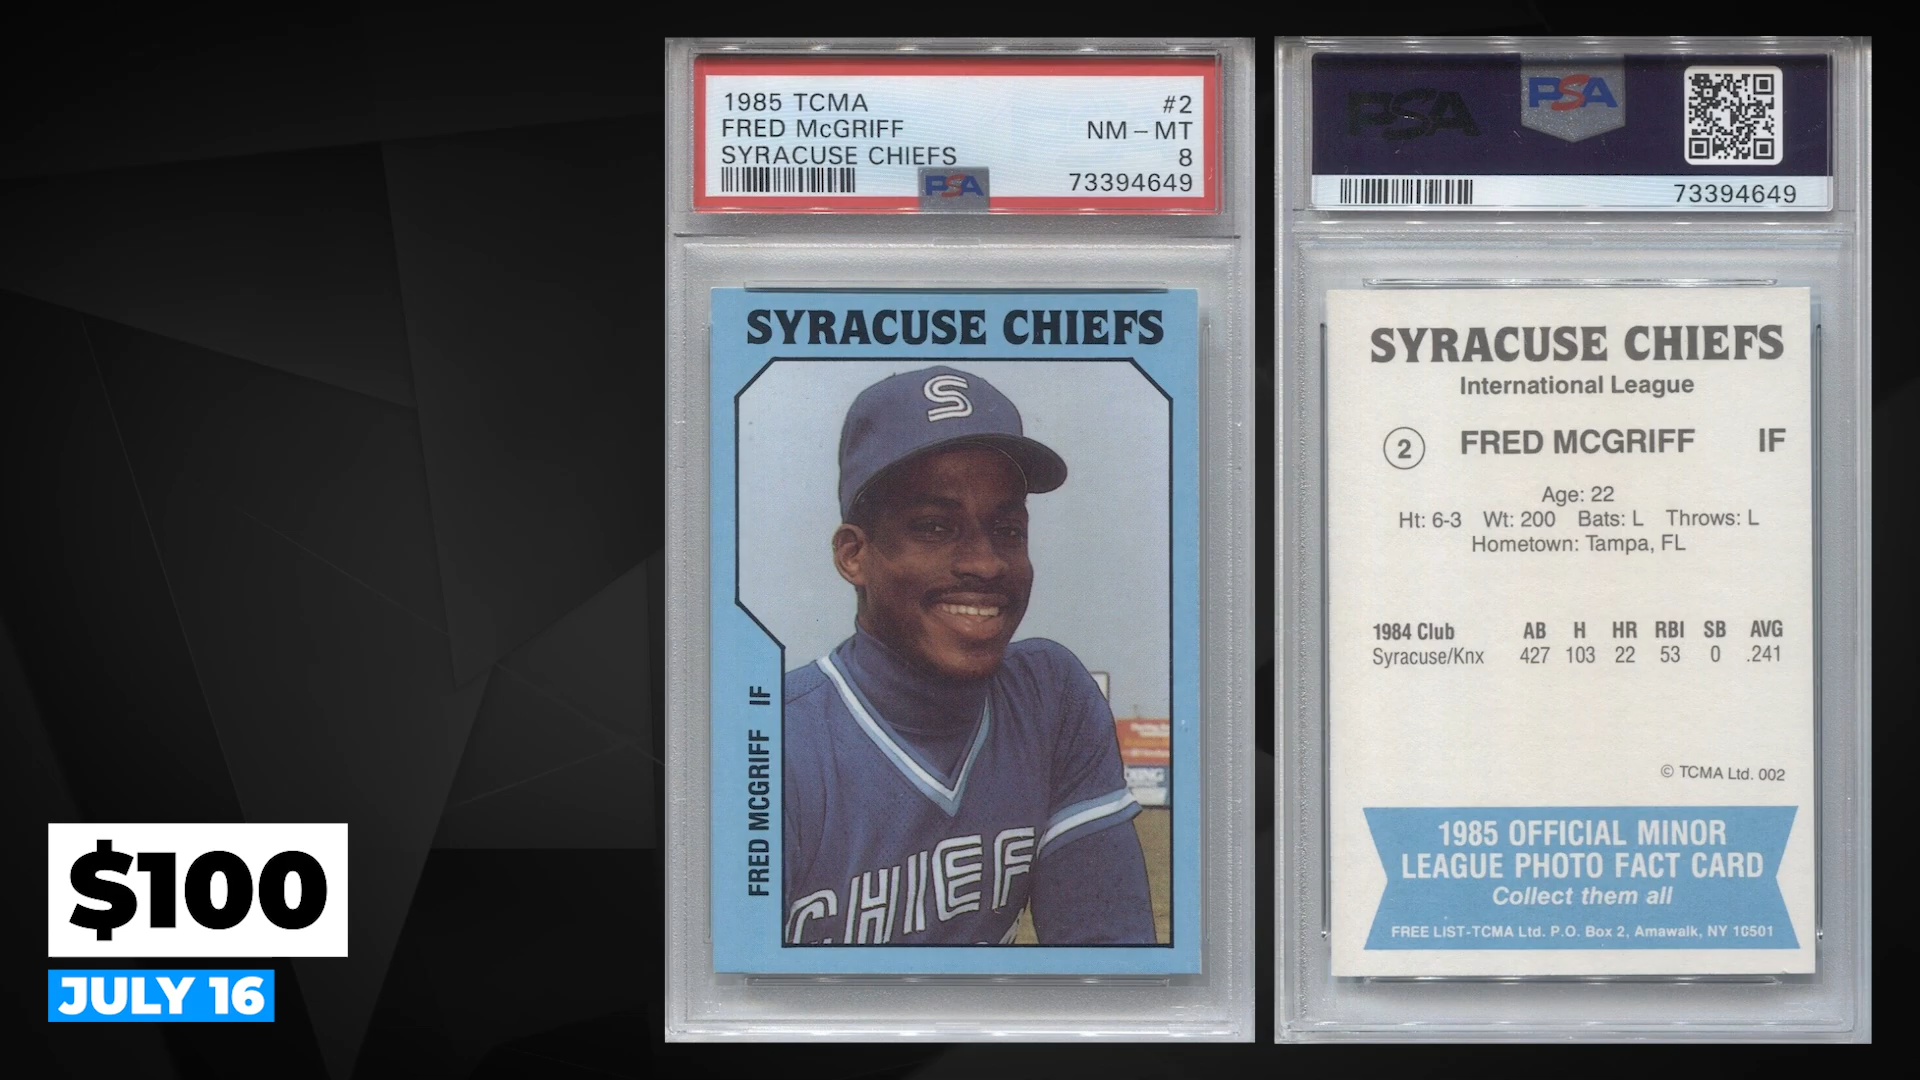 1985 TCMA #2
FRED McGRIFF NM – MT
SYRACUSE CHIEFS 8
PSA 73394649
SYRACUSE CHIEFS
S
FRED MCGRIFF IF
CHIEF
PSA PSA
73394649
SYRACUSE CHIEFS
International League
2 FRED MCGRIFF IF
Age: 22
Ht: 6-3 Wt: 200 Bats: L Throws: L
Hometown: Tampa, FL
1984 Club AB H HR RBI SB AVG
Syracuse/Knx 427 103 22 53 0 .241
© TCMA Ltd. 002
1985 OFFICIAL MINOR
LEAGUE PHOTO FACT CARD
Collect them all
FREE LIST-TCMA Ltd. P.O. Box 2, Amawalk, NY 10501
$100
JULY 16